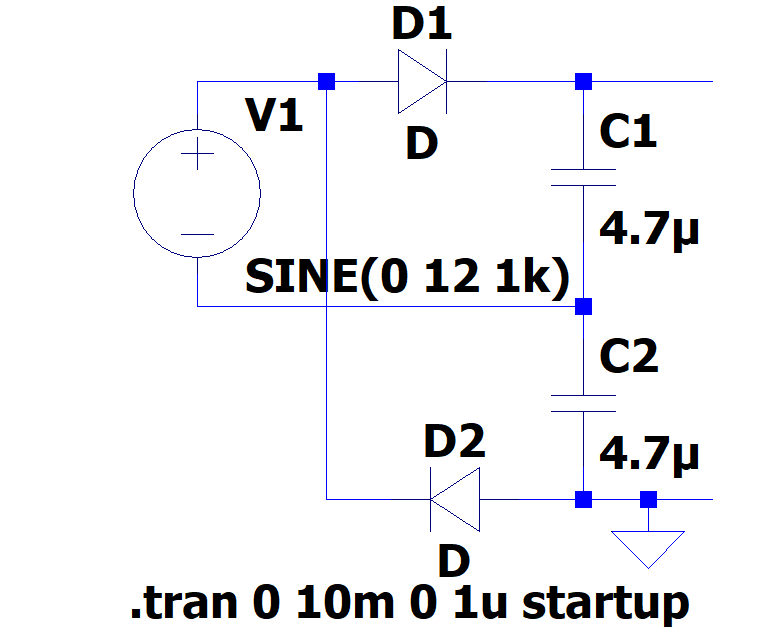 D1
V1
D
C1
4.7µ
SINE(0 12 1k)
C2
D2
4.7µ
D
.tran 0 10m 0 1u startup